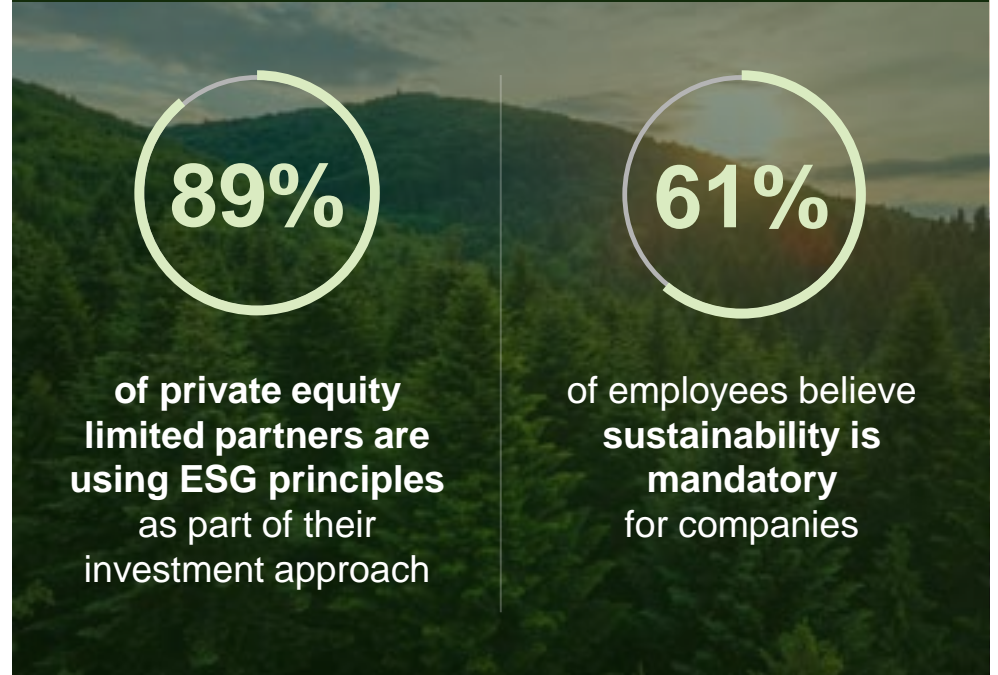 89%
of private equity
limited partners are
using ESG principles
as part of their
investment approach
61%
of employees believe
sustainability is
mandatory
for companies